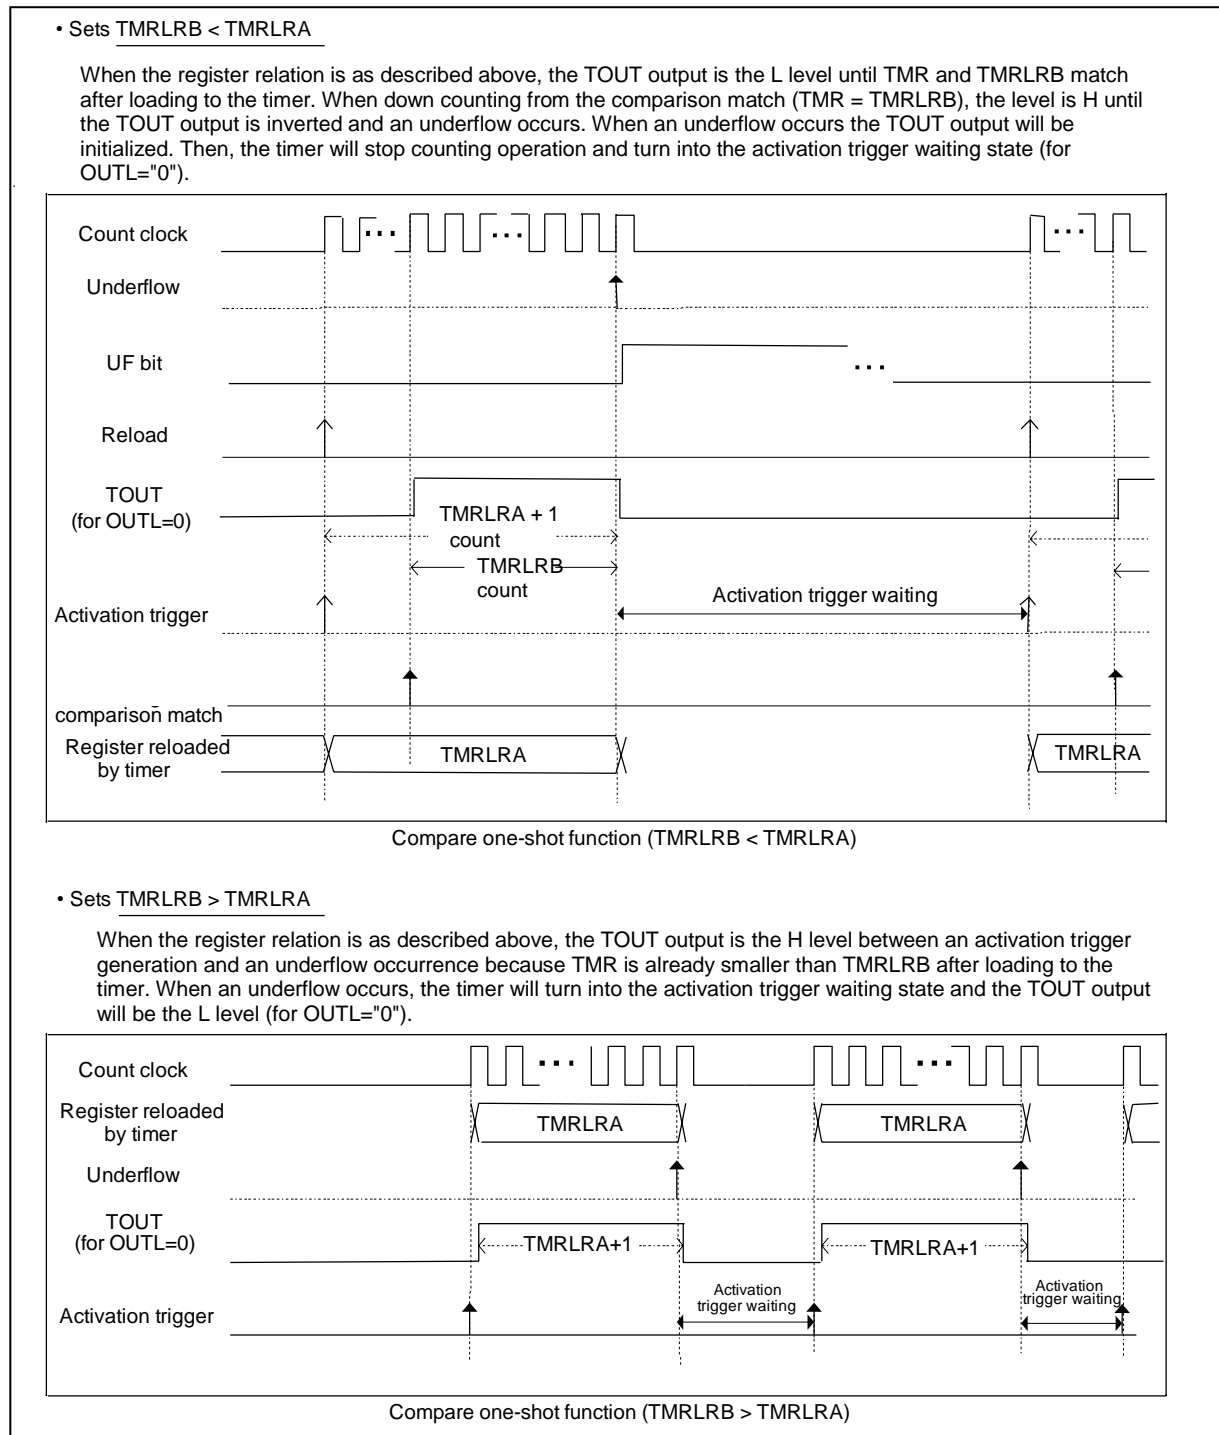 • Sets TMRLRB < TMRLRA
When the register relation is as described above, the TOUT output is the L level until TMR and TMRLRB match
after loading to the timer. When down counting from the comparison match (TMR = TMRLRB), the level is H until
the TOUT output is inverted and an underflow occurs. When an underflow occurs the TOUT output will be
initialized. Then, the timer will stop counting operation and turn into the activation trigger waiting state (for
OUTL="0").
Count clock
Underflow
UF bit
Reload
TOUT
(for OUTL=0)
TMRLRA + 1
count
TMRLRB
count
Activation trigger waiting
Activation trigger
comparison match
Register reloaded
by timer
TMRLRA
TMRLRA
Compare one-shot function (TMRLRB < TMRLRA)
• Sets TMRLRB > TMRLRA
When the register relation is as described above, the TOUT output is the H level between an activation trigger
generation and an underflow occurrence because TMR is already smaller than TMRLRB after loading to the
timer. When an underflow occurs, the timer will turn into the activation trigger waiting state and the TOUT output
will be the L level (for OUTL="0").
Count clock
Register reloaded
by timer
TMRLRA
TMRLRA
Underflow
TOUT
(for OUTL=0)
TMRLRA+1
TMRLRA+1
Activation
trigger waiting
Activation
trigger waiting
Activation trigger
Compare one-shot function (TMRLRB > TMRLRA)